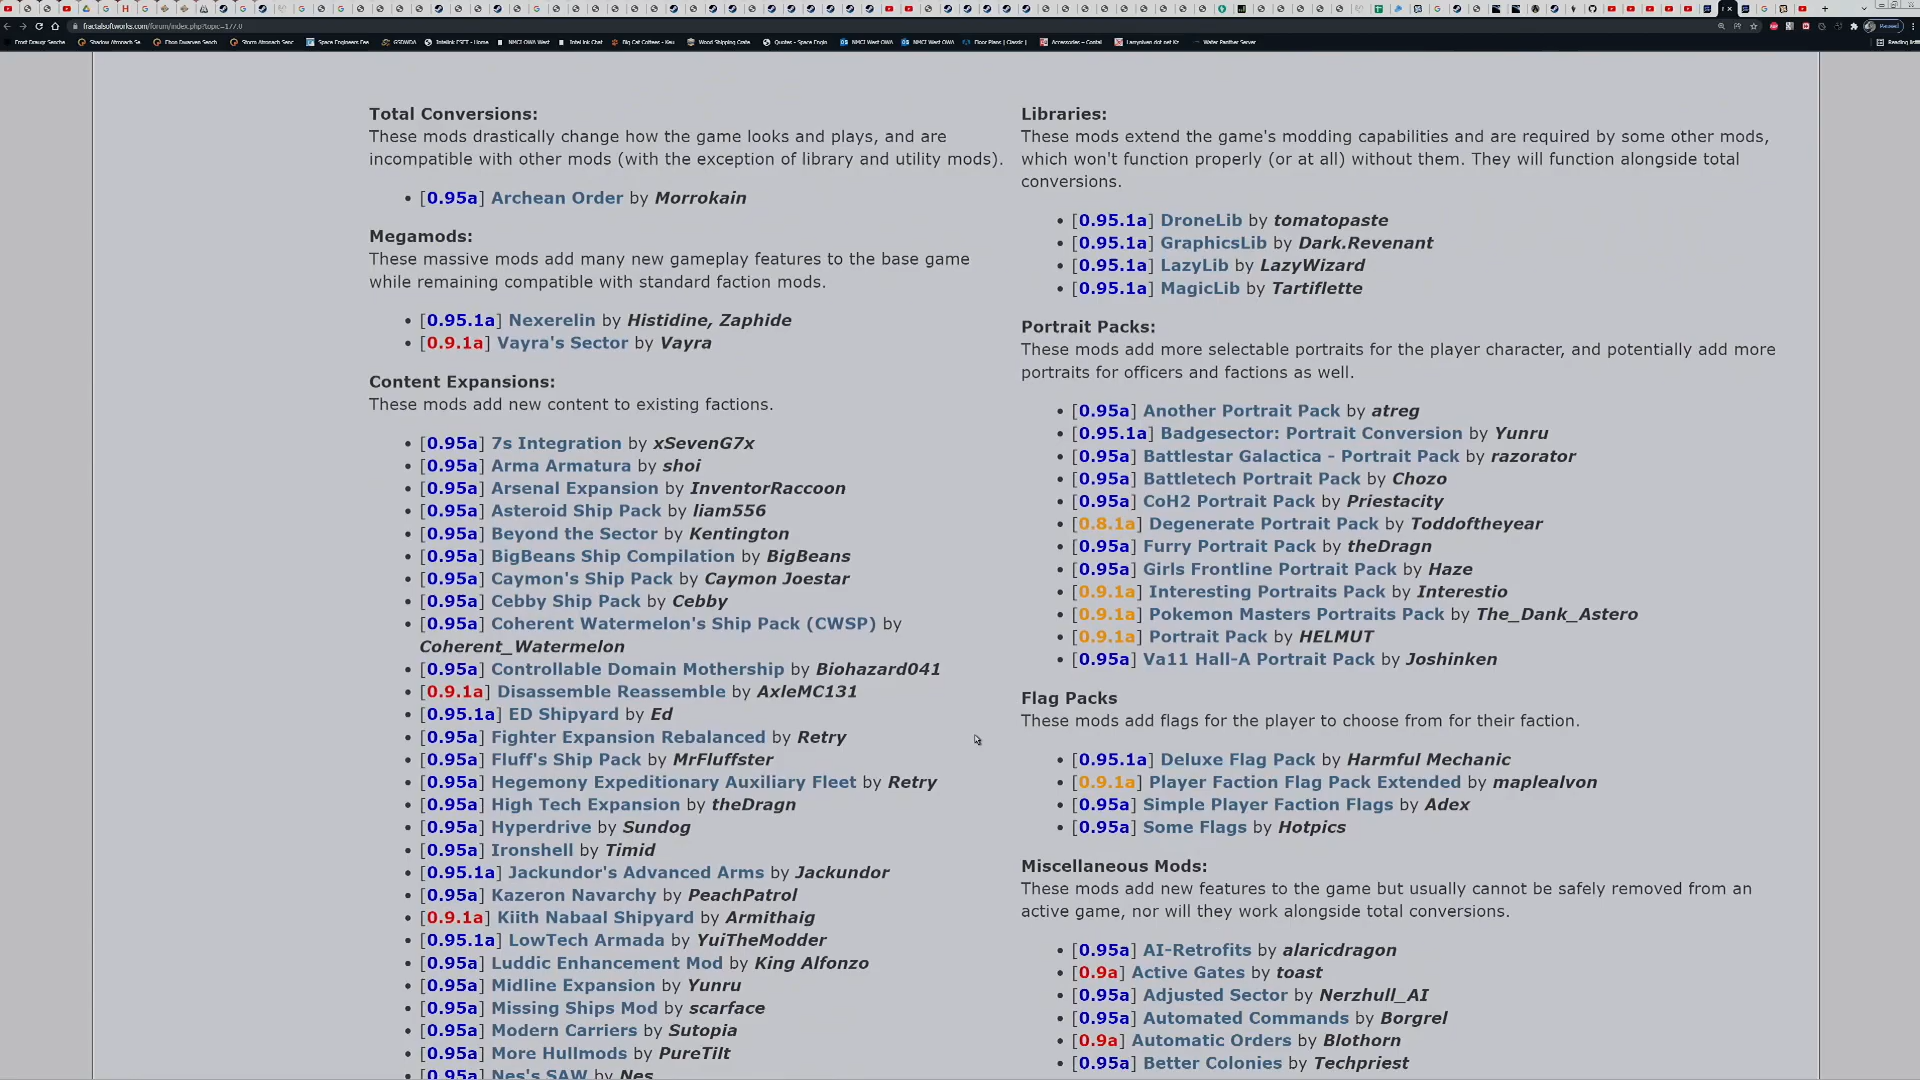 fractalsoftworks.com/forum/index.php?topic=177.0
Total Conversions:
These mods drastically change how the game looks and plays, and are
incompatible with other mods (with the exception of library and utility mods).
• [0.95a] Archean Order by Morrokain
Megamods:
These massive mods add many new gameplay features to the base game
while remaining compatible with standard faction mods.
• [0.95.1a] Nexerelin by Histidine, Zaphide
• [0.9.1a] Vayra's Sector by Vayra
Content Expansions:
These mods add new content to existing factions.
• [0.95a] 7s Integration by xSevenG7x
• [0.95a] Arma Armatura by shoi
• [0.95a] Arsenal Expansion by InventorRaccoon
• [0.95a] Asteroid Ship Pack by liam556
• [0.95a] Beyond the Sector by Kentington
• [0.95a] BigBeans Ship Compilation by BigBeans
• [0.95a] Caymon's Ship Pack by Caymon Joestar
• [0.95a] Cebby Ship Pack by Cebby
• [0.95a] Coherent Watermelon's Ship Pack (CWSP) by
Coherent_Watermelon
• [0.95a] Controllable Domain Mothership by Biohazard041
• [0.9.1a] Disassemble Reassemble by AxleMC131
• [0.95.1a] ED Shipyard by Ed
• [0.95a] Fighter Expansion Rebalanced by Retry
• [0.95a] Fluff's Ship Pack by MrFluffster
• [0.95a] Hegemony Expeditionary Auxiliary Fleet by Retry
• [0.95a] High Tech Expansion by theDragn
• [0.95a] Hyperdrive by Sundog
• [0.95a] Ironshell by Timid
• [0.95.1a] Jackundor's Advanced Arms by Jackundor
• [0.95a] Kazeron Navarchy by PeachPatrol
• [0.9.1a] Kiith Nabaal Shipyard by Armithaig
• [0.95.1a] LowTech Armada by YuiTheModder
• [0.95a] Luddic Enhancement Mod by King Alfonzo
• [0.95a] Midline Expansion by Yunru
• [0.95a] Missing Ships Mod by scarface
• [0.95a] Modern Carriers by Sutopia
• [0.95a] More Hullmods by PureTilt
• [0.95a] Nes's SAW by Nes
Libraries:
These mods extend the game's modding capabilities and are required by some other mods,
which won't function properly (or at all) without them. They will function alongside total
conversions.
• [0.95.1a] DroneLib by tomatopaste
• [0.95.1a] GraphicsLib by Dark.Revenant
• [0.95.1a] LazyLib by LazyWizard
• [0.95.1a] MagicLib by Tartiflette
Portrait Packs:
These mods add more selectable portraits for the player character, and potentially add more
portraits for officers and factions as well.
• [0.95a] Another Portrait Pack by atreg
• [0.95.1a] Badgesector: Portrait Conversion by Yunru
• [0.95a] Battlestar Galactica - Portrait Pack by razorator
• [0.95a] Battletech Portrait Pack by Chozo
• [0.95a] CoH2 Portrait Pack by Priestacity
• [0.8.1a] Degenerate Portrait Pack by Toddoftheyear
• [0.95a] Furry Portrait Pack by theDragn
• [0.95a] Girls Frontline Portrait Pack by Haze
• [0.9.1a] Interesting Portraits Pack by Interestio
• [0.9.1a] Pokemon Masters Portraits Pack by The_Dank_Astero
• [0.9.1a] Portrait Pack by HELMUT
• [0.95a] Va11 Hall-A Portrait Pack by Joshinken
Flag Packs
These mods add flags for the player to choose from for their faction.
• [0.95.1a] Deluxe Flag Pack by Harmful Mechanic
• [0.9.1a] Player Faction Flag Pack Extended by maplealvon
• [0.95a] Simple Player Faction Flags by Adex
• [0.95a] Some Flags by Hotpics
Miscellaneous Mods:
These mods add new features to the game but usually cannot be safely removed from an
active game, nor will they work alongside total conversions.
• [0.95a] AI-Retrofits by alaricdragon
• [0.9a] Active Gates by toast
• [0.95a] Adjusted Sector by Nerzhull_AI
• [0.95a] Automated Commands by Borgrel
• [0.9a] Automatic Orders by Blothorn
• [0.95a] Better Colonies by Techpriest